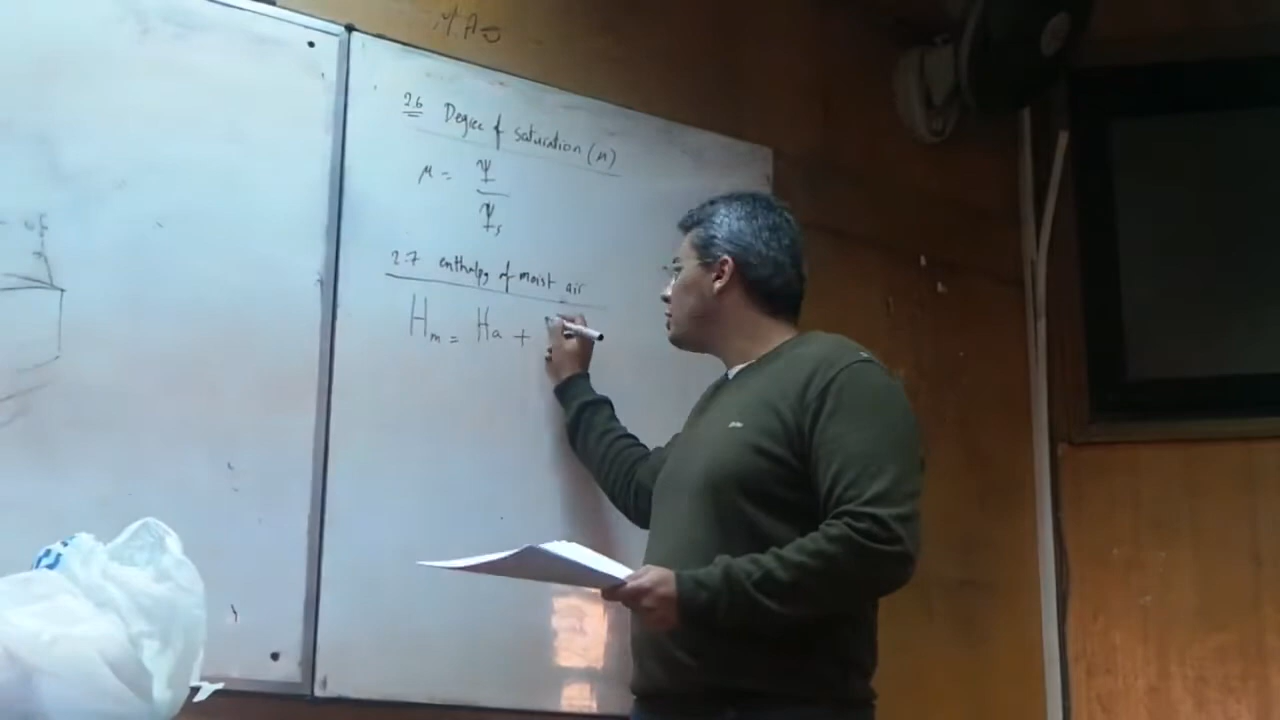 2.6 Degree of saturation (μ)
μ = Ψ / Ψs
2.7 enthalpy of moist air
Hm = Ha +